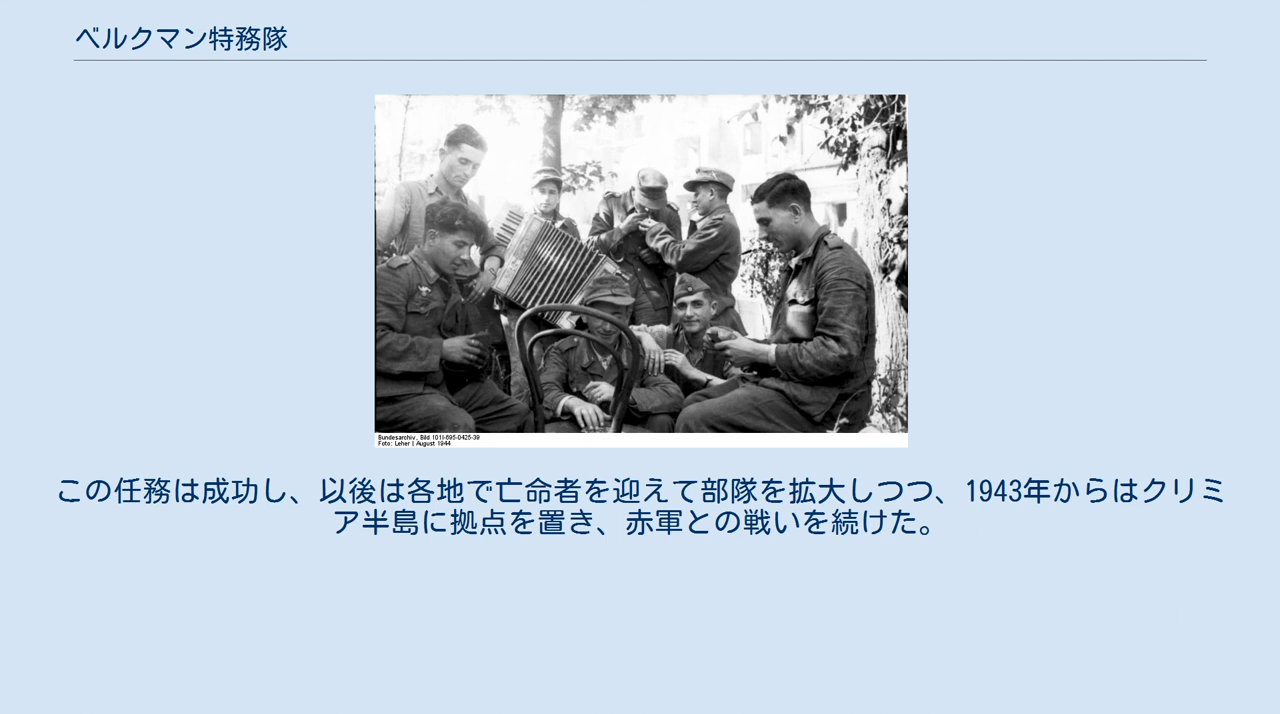 ベルクマン特務隊
Bundesarchiv, Bild 101I-695-0425-39
Foto: Leher | August 1944
この任務は成功し、以後は各地で亡命者を迎えて部隊を拡大しつつ、1943年からはクリミ
ア半島に拠点を置き、赤軍との戦いを続けた。